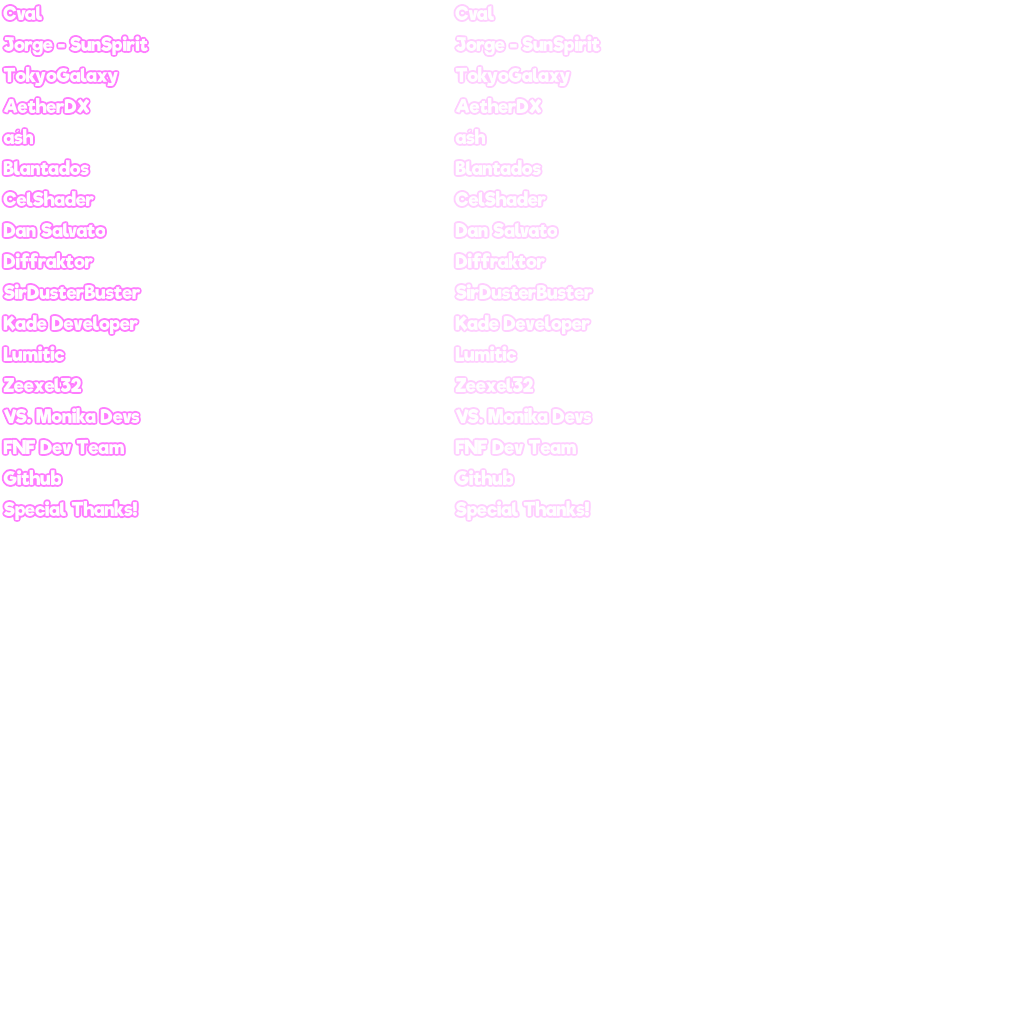 Cval Cval
Jorge - SunSpirit Jorge - SunSpirit
TokyoGalaxy TokyoGalaxy
AetherDX AetherDX
aśh aśh
Blantados Blantados
CelShader CelShader
Dan Salvato Dan Salvato
Diffraktor Diffraktor
SirDusterBuster SirDusterBuster
Kade Developer Kade Developer
Lumitic Lumitic
Zeexel32 Zeexel32
VS. Monika Devs VS. Monika Devs
FNF Dev Team FNF Dev Team
Github Github
Special Thanks! Special Thanks!